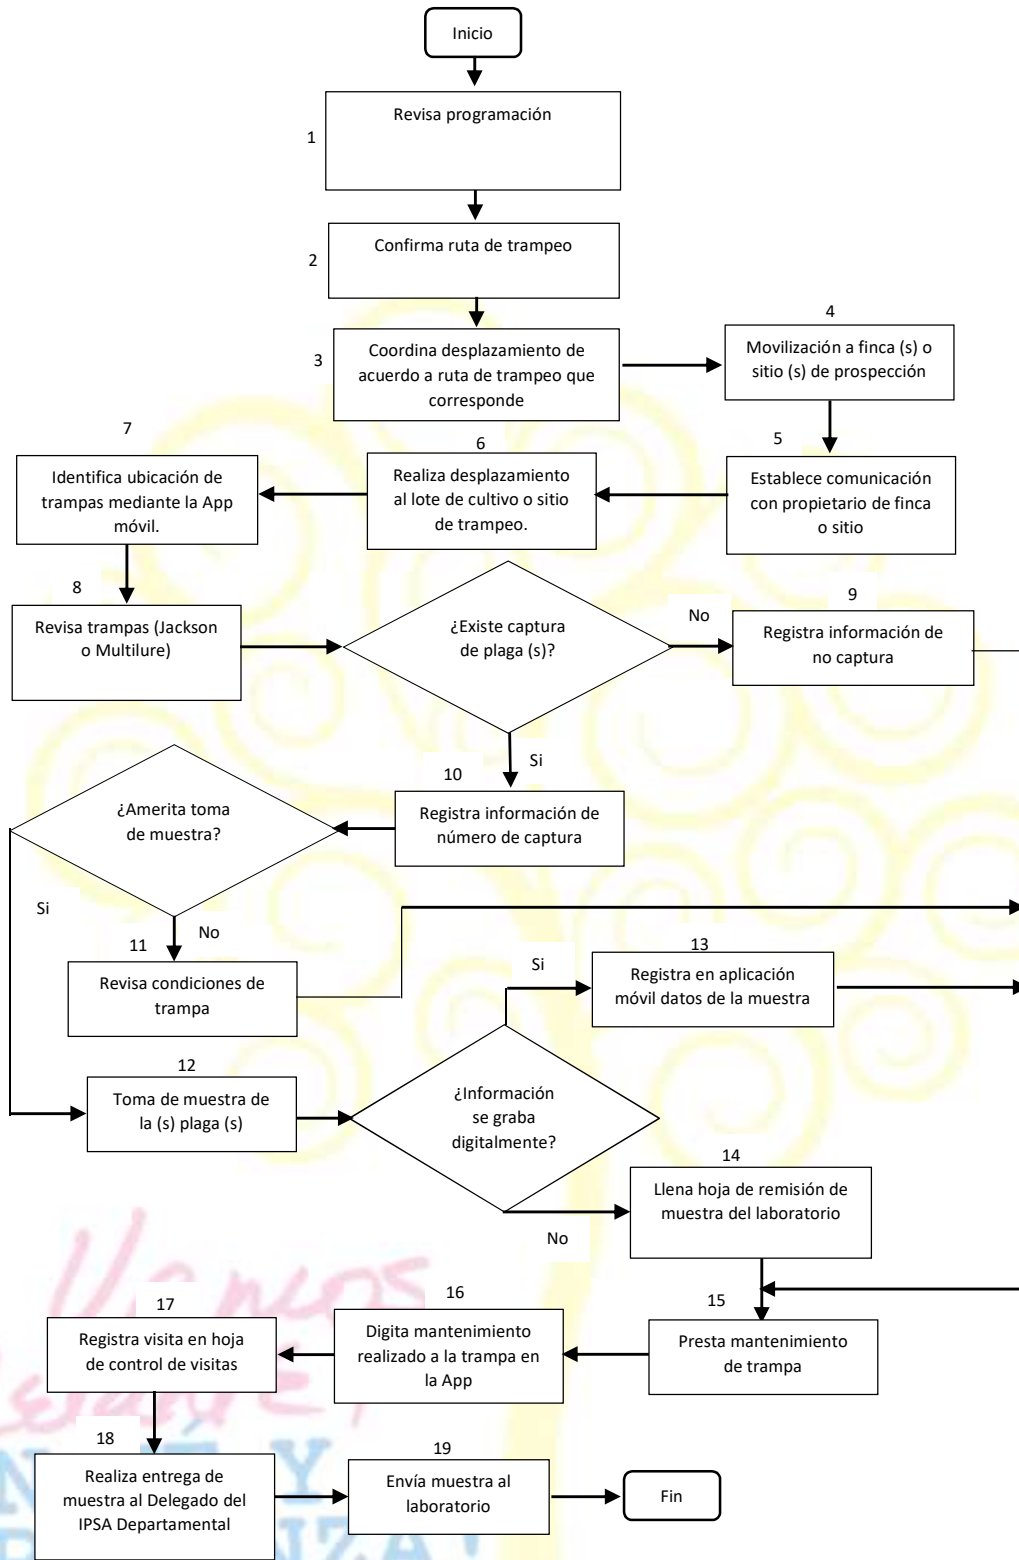 Inicio
1
Revisa programación
2
Confirma ruta de trampeo
3
Coordina desplazamiento de
acuerdo a ruta de trampeo que
corresponde
4
Movilización a finca (s) o
sitio (s) de prospección
5
Establece comunicación
con propietario de finca
o sitio
6
Realiza desplazamiento
al lote de cultivo o sitio
de trampeo.
7
Identifica ubicación de
trampas mediante la App
móvil.
8
Revisa trampas (Jackson
o Multilure)
¿Existe captura
de plaga (s)?
No
9
Registra información de
no captura
Si
10
Registra información de
número de captura
¿Amerita toma
de muestra?
Si
No
11
Revisa condiciones de
trampa
12
Toma de muestra de
la (s) plaga (s)
¿Información
se graba
digitalmente?
Si
13
Registra en aplicación
móvil datos de la muestra
No
14
Llena hoja de remisión de
muestra del laboratorio
15
Presta mantenimiento
de trampa
16
Digita mantenimiento
realizado a la trampa en
la App
17
Registra visita en hoja
de control de visitas
18
Realiza entrega de
muestra al Delegado del
IPSA Departamental
19
Envía muestra al
laboratorio
Fin